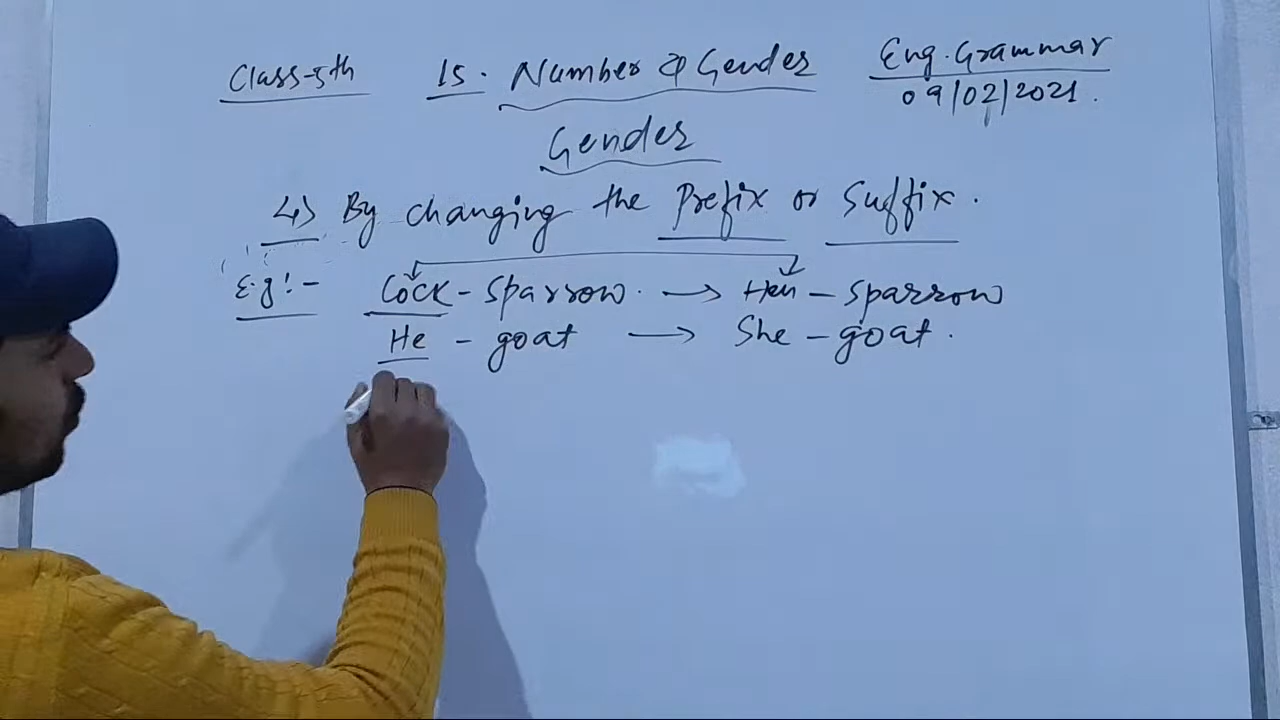 Class-5th 15. Number & Gender Eng. Grammar
09/02/2021.
Gender
4) By changing the Prefix or Suffix.
E.g:- Cock-Sparrow. → Hen-Sparrow
He - goat → She - goat.